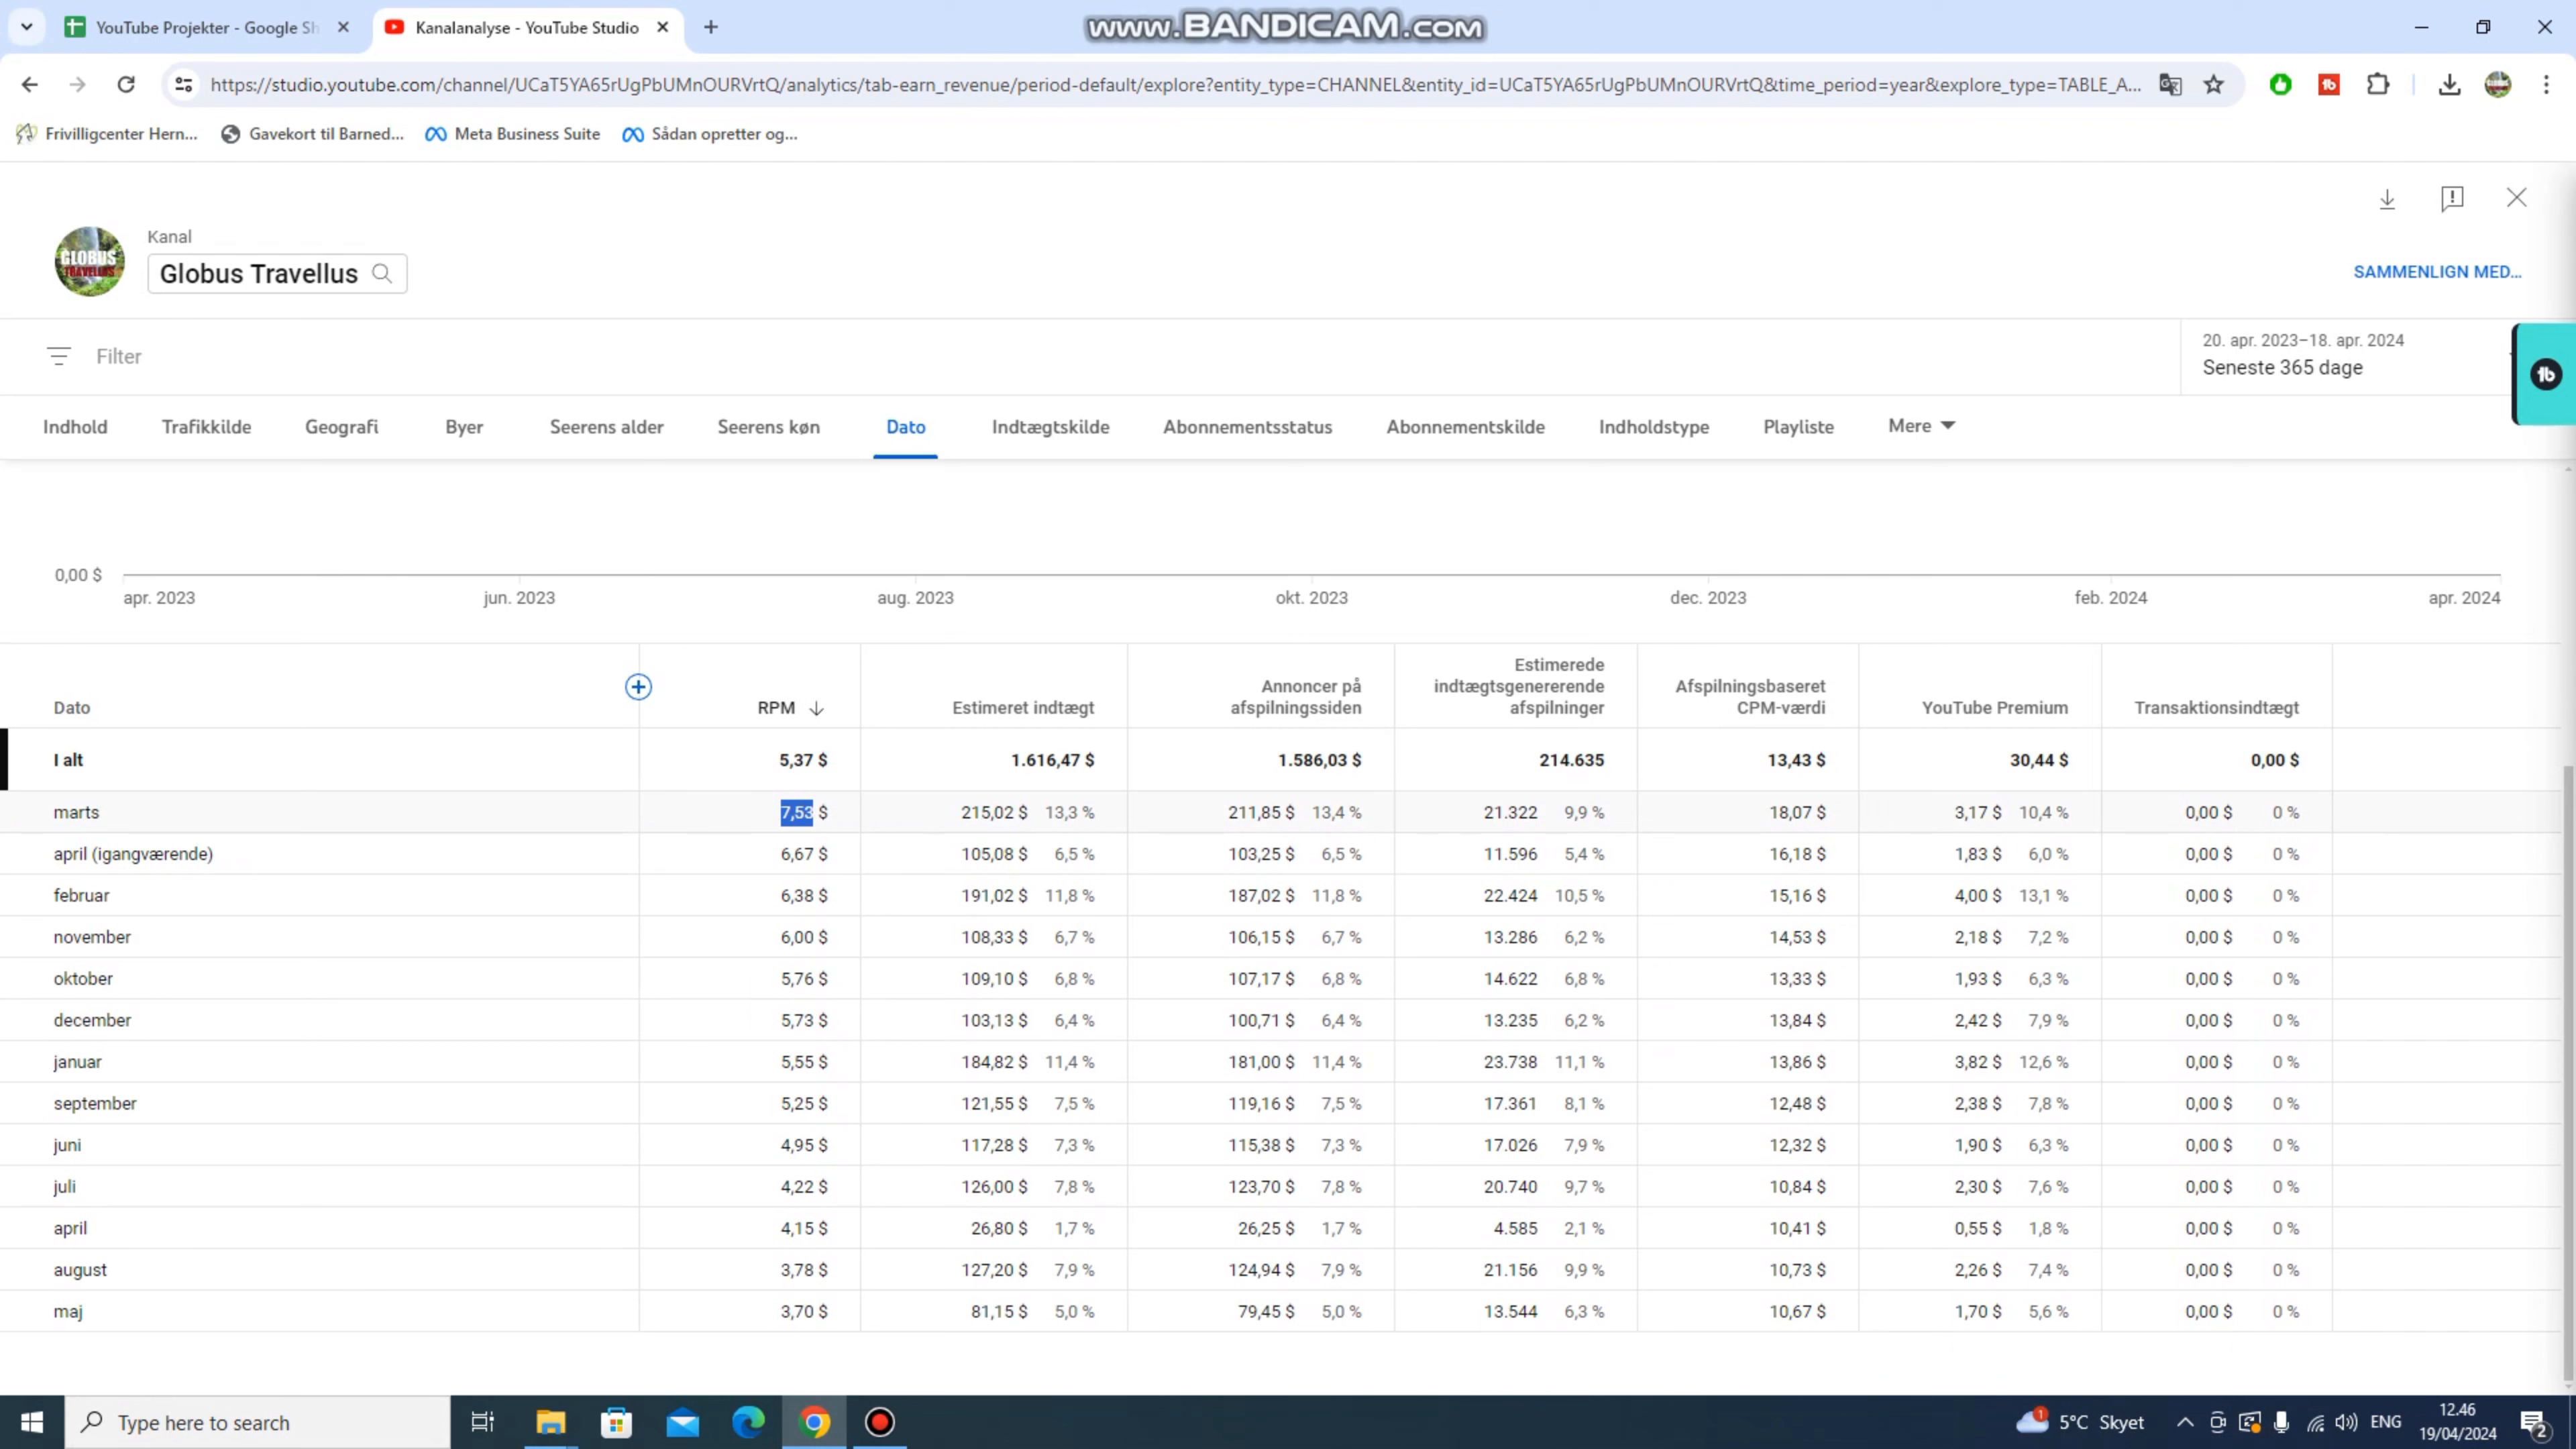 www.BANDICAM.com
YouTube Projekter - Google Sh
Kanalanalyse - YouTube Studio
https://studio.youtube.com/channel/UCaT5YA65rUgPbUMnOURVrtQ/analytics/tab-earn_revenue/period-default/explore?entity_type=CHANNEL&entity_id=UCaT5YA65rUgPbUMnOURVrtQ&time_period=year&explore_type=TABLE_A...
Frivilligcenter Hern... Gavekort til Barned... Meta Business Suite Sådan opretter og...
Kanal
GLOBUS
TRAVELLUS
Globus Travellus
SAMMENLIGN MED...
Filter
20. apr. 2023–18. apr. 2024
Seneste 365 dage
Indhold Trafikkilde Geografi Byer Seerens alder Seerens køn Dato Indtægtskilde Abonnementsstatus Abonnementskilde Indholdstype Playliste Mere
0,00 $
apr. 2023 jun. 2023 aug. 2023 okt. 2023 dec. 2023 feb. 2024 apr. 2024
Dato
RPM
Estimeret indtægt
Annoncer på
afspilningssiden
Estimerede
indtægtsgenererende
afspilninger
Afspilningsbaseret
CPM-værdi
YouTube Premium
Transaktionsindtægt
I alt 5,37 $ 1.616,47 $ 1.586,03 $ 214.635 13,43 $ 30,44 $ 0,00 $
marts 7,53 $ 215,02 $ 13,3 % 211,85 $ 13,4 % 21.322 9,9 % 18,07 $ 3,17 $ 10,4 % 0,00 $ 0 %
april (igangværende) 6,67 $ 105,08 $ 6,5 % 103,25 $ 6,5 % 11.596 5,4 % 16,18 $ 1,83 $ 6,0 % 0,00 $ 0 %
februar 6,38 $ 191,02 $ 11,8 % 187,02 $ 11,8 % 22.424 10,5 % 15,16 $ 4,00 $ 13,1 % 0,00 $ 0 %
november 6,00 $ 108,33 $ 6,7 % 106,15 $ 6,7 % 13.286 6,2 % 14,53 $ 2,18 $ 7,2 % 0,00 $ 0 %
oktober 5,76 $ 109,10 $ 6,8 % 107,17 $ 6,8 % 14.622 6,8 % 13,33 $ 1,93 $ 6,3 % 0,00 $ 0 %
december 5,73 $ 103,13 $ 6,4 % 100,71 $ 6,4 % 13.235 6,2 % 13,84 $ 2,42 $ 7,9 % 0,00 $ 0 %
januar 5,55 $ 184,82 $ 11,4 % 181,00 $ 11,4 % 23.738 11,1 % 13,86 $ 3,82 $ 12,6 % 0,00 $ 0 %
september 5,25 $ 121,55 $ 7,5 % 119,16 $ 7,5 % 17.361 8,1 % 12,48 $ 2,38 $ 7,8 % 0,00 $ 0 %
juni 4,95 $ 117,28 $ 7,3 % 115,38 $ 7,3 % 17.026 7,9 % 12,32 $ 1,90 $ 6,3 % 0,00 $ 0 %
juli 4,22 $ 126,00 $ 7,8 % 123,70 $ 7,8 % 20.740 9,7 % 10,84 $ 2,30 $ 7,6 % 0,00 $ 0 %
april 4,15 $ 26,80 $ 1,7 % 26,25 $ 1,7 % 4.585 2,1 % 10,41 $ 0,55 $ 1,8 % 0,00 $ 0 %
august 3,78 $ 127,20 $ 7,9 % 124,94 $ 7,9 % 21.156 9,9 % 10,73 $ 2,26 $ 7,4 % 0,00 $ 0 %
maj 3,70 $ 81,15 $ 5,0 % 79,45 $ 5,0 % 13.544 6,3 % 10,67 $ 1,70 $ 5,6 % 0,00 $ 0 %
Type here to search
1
5°C Skyet
ENG
12.46
19/04/2024
2